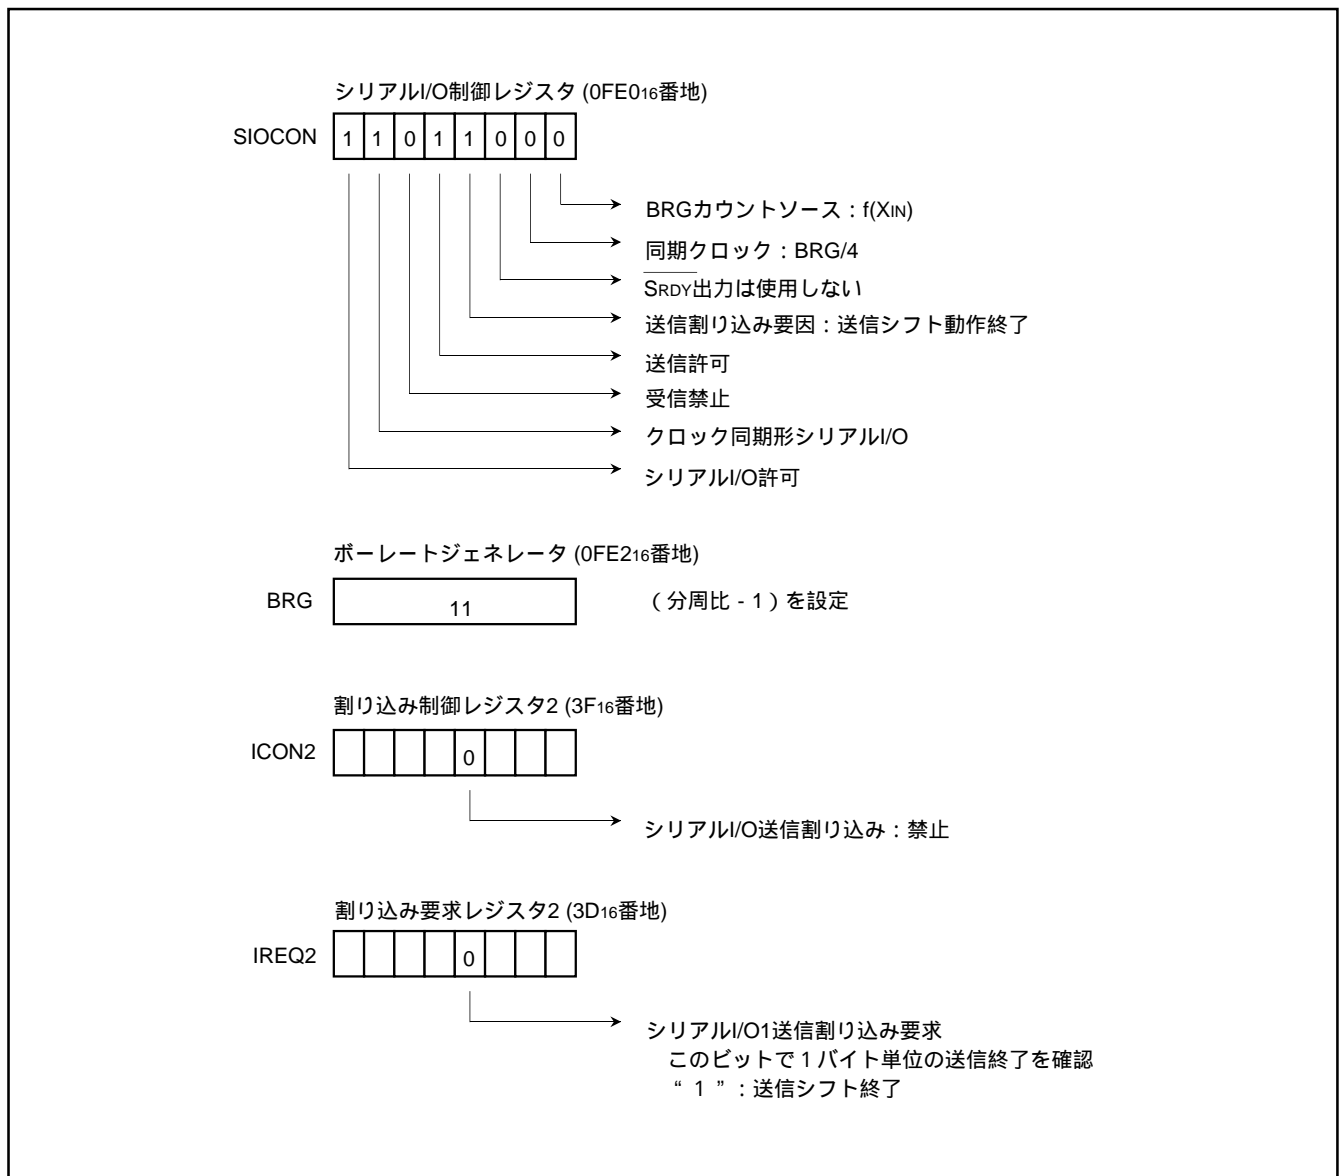 シリアルI/O制御レジスタ (0FE016番地)
SIOCON 1 1 0 1 1 0 0 0
BRGカウントソース：f(XIN)
同期クロック：BRG/4
SRDY出力は使用しない
送信割り込み要因：送信シフト動作終了
送信許可
受信禁止
クロック同期形シリアルI/O
シリアルI/O許可
ボーレートジェネレータ (0FE216番地)
BRG 11 （分周比 - 1）を設定
割り込み制御レジスタ2 (3F16番地)
ICON2 0
シリアルI/O送信割り込み：禁止
割り込み要求レジスタ2 (3D16番地)
IREQ2 0
シリアルI/O1送信割り込み要求
このビットで１バイト単位の送信終了を確認
“ 1 ”：送信シフト終了